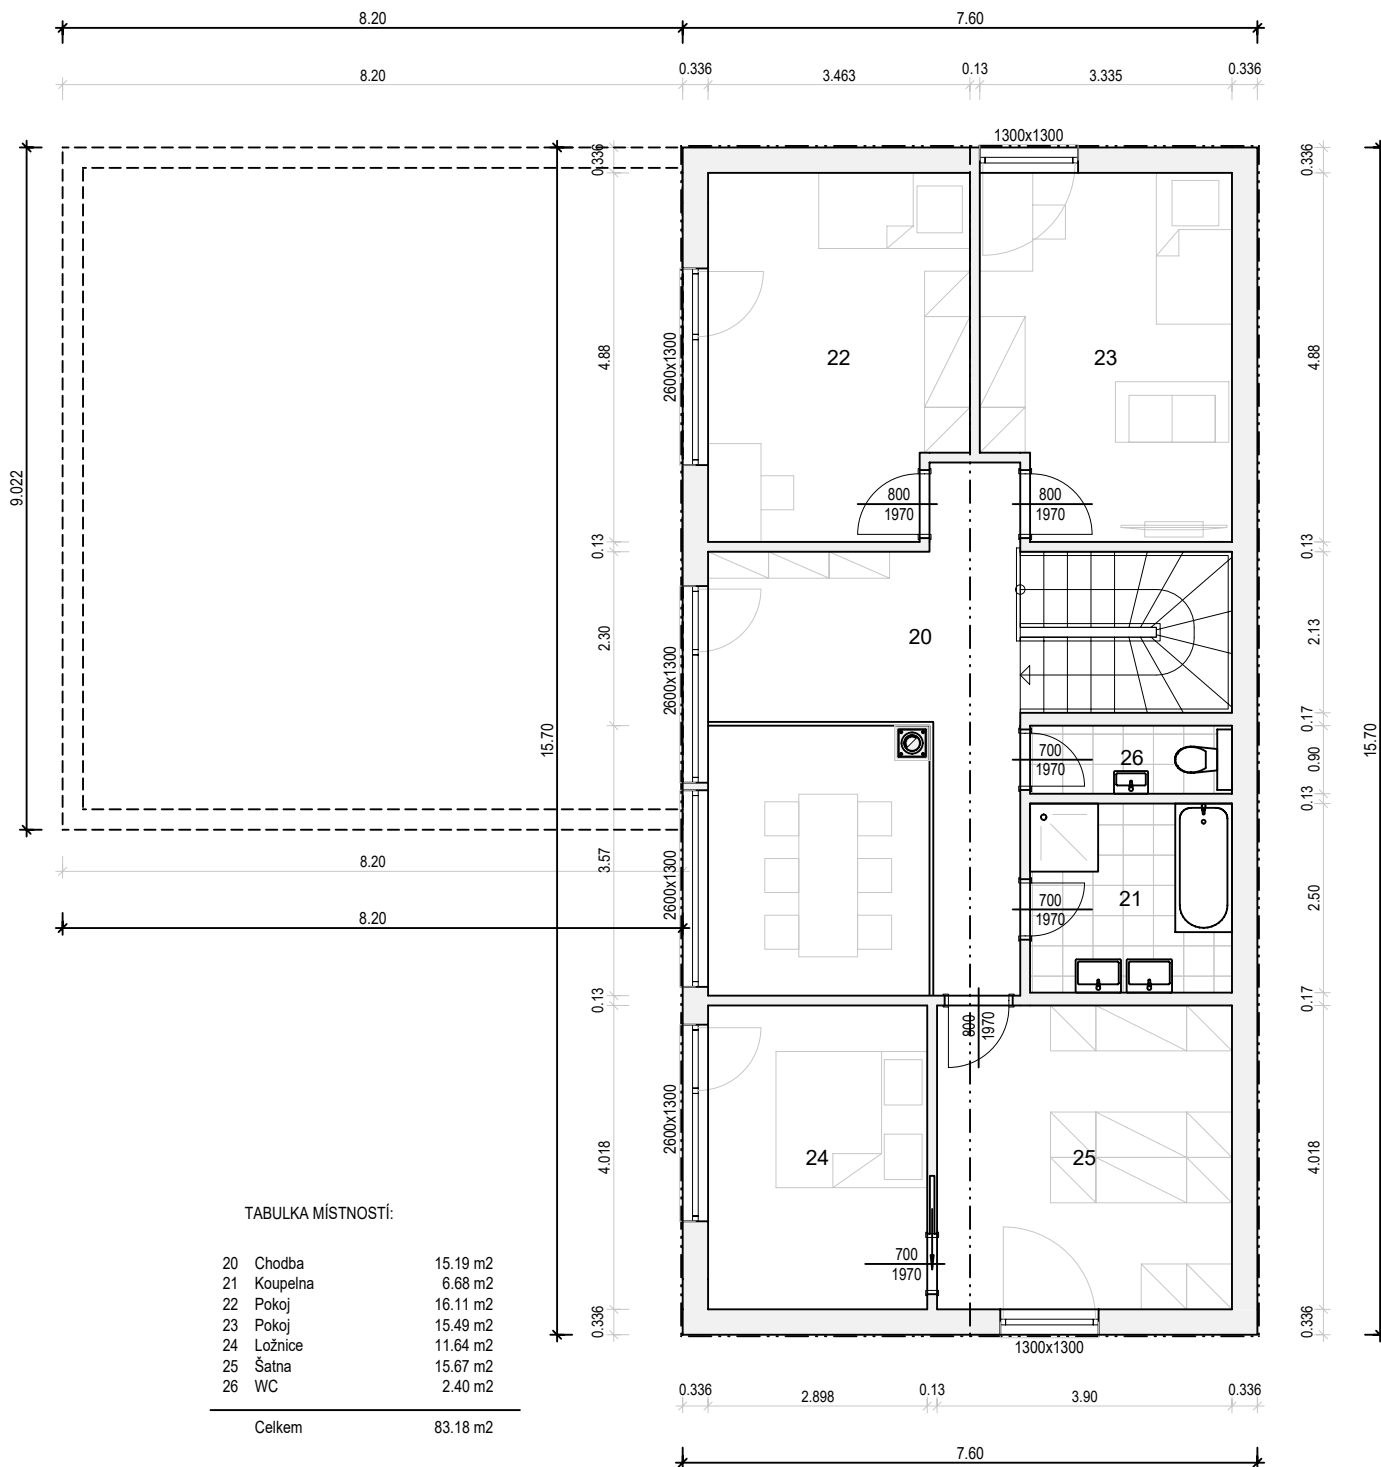 8.20 7.60
8.20 0.336 3.463 0.13 3.335 0.336
1300x1300
0.336 0.336
4.88 2600x1300 22 23 4.88
9.022
800 800
1970 1970
0.13 0.13
2.30 2600x1300 20 2.13
15.70 15.70
0.17
700 26 0.90
1970
0.13
8.20 3.57 2600x1300
700 21 2.50
1970
8.20
0.13 0.17
800 1970
4.018 2600x1300 24 25 4.018
700
1970
0.336 0.336
1300x1300
TABULKA MÍSTNOSTÍ:
20 Chodba 15.19 m2
21 Koupelna 6.68 m2
22 Pokoj 16.11 m2
23 Pokoj 15.49 m2
24 Ložnice 11.64 m2
25 Šatna 15.67 m2
26 WC 2.40 m2
Celkem 83.18 m2
0.336 2.898 0.13 3.90 0.336
7.60